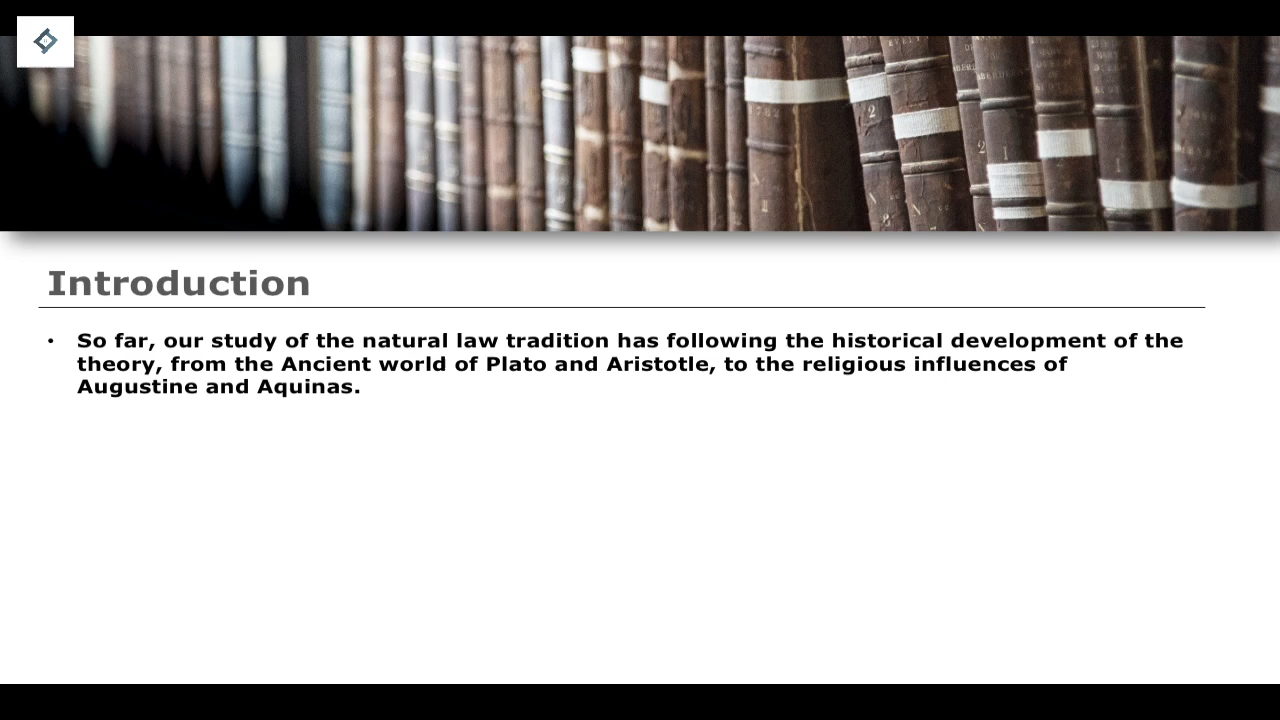 Introduction
• So far, our study of the natural law tradition has following the historical development of the
theory, from the Ancient world of Plato and Aristotle, to the religious influences of
Augustine and Aquinas.